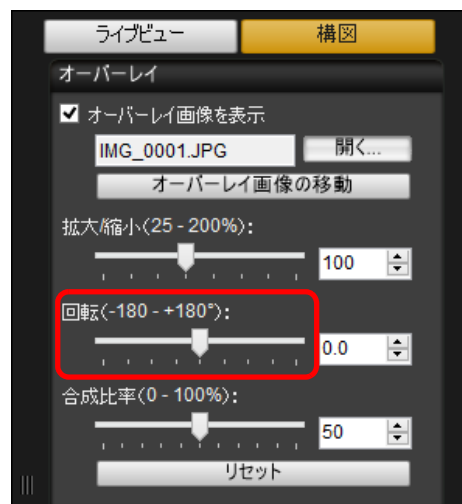 ライブビュー 構図
オーバーレイ
オーバーレイ画像を表示
IMG_0001.JPG 開く...
オーバーレイ画像の移動
拡大/縮小(25 - 200%):
100
回転(-180 - +180°):
0.0
合成比率(0 - 100%):
50
リセット